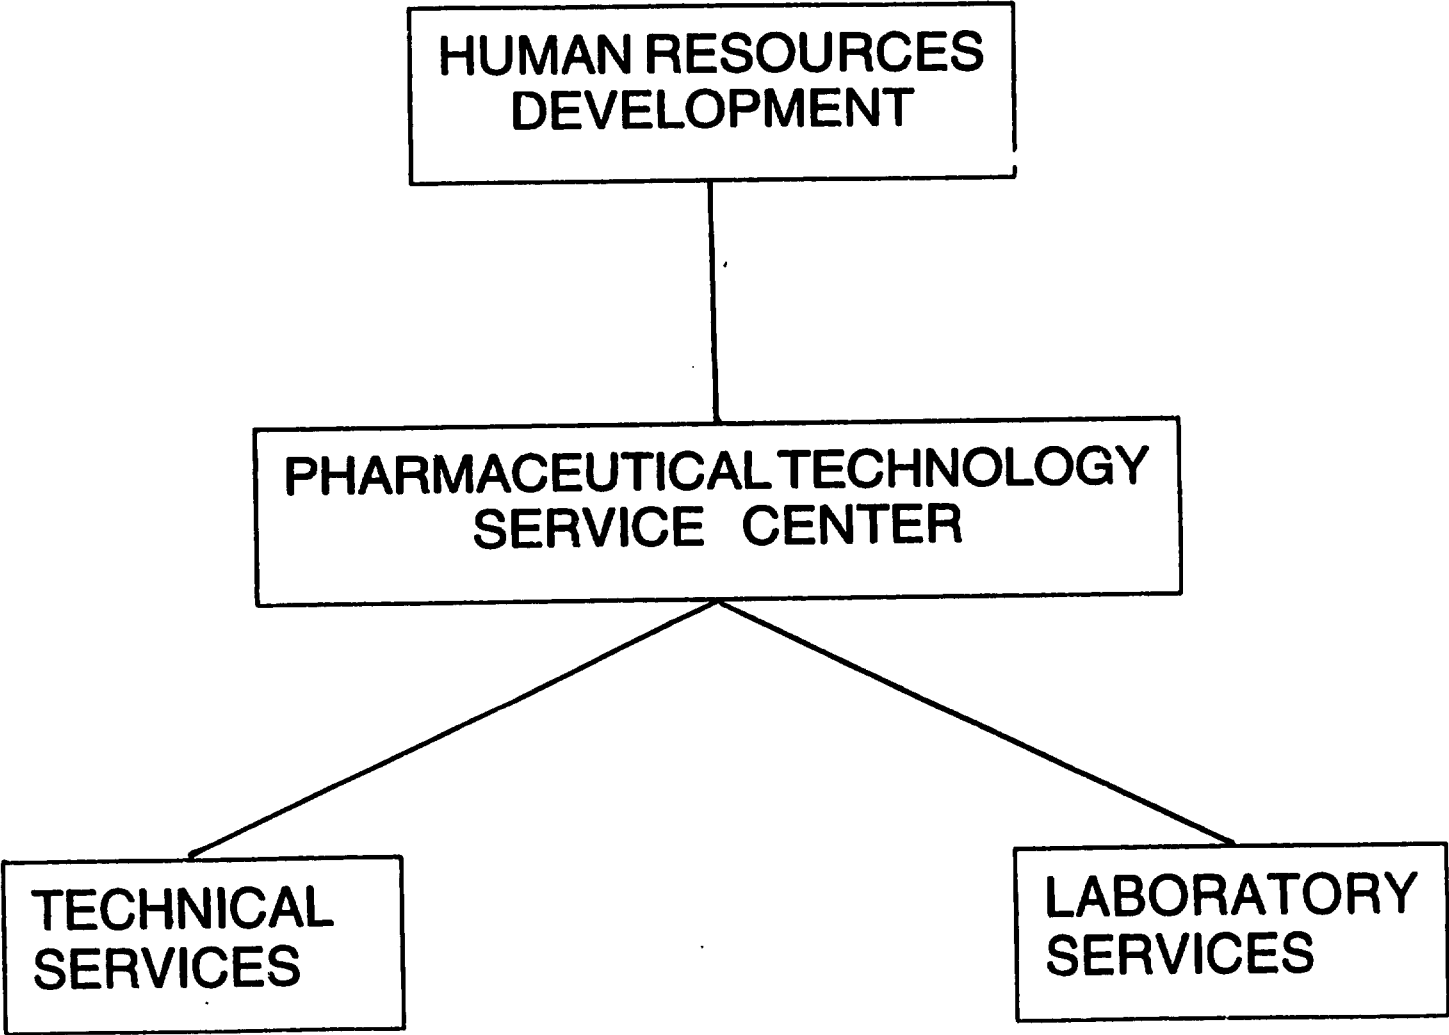 HUMAN RESOURCES
DEVELOPMENT
PHARMACEUTICAL TECHNOLOGY
SERVICE CENTER
TECHNICAL
SERVICES
LABORATORY
SERVICES